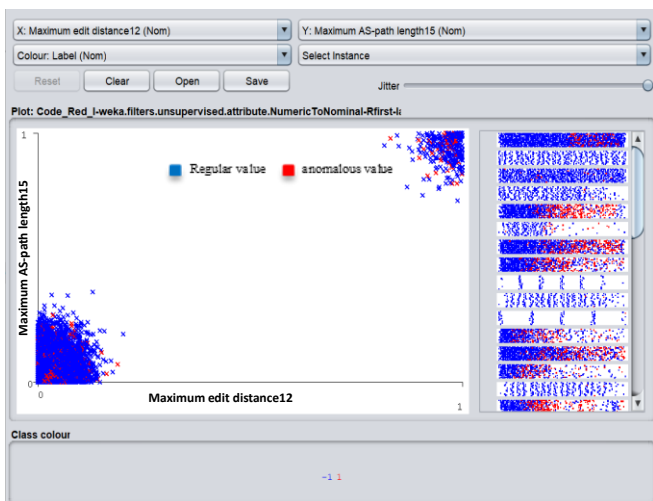 X: Maximum edit distance12 (Nom) Y: Maximum AS-path length15 (Nom)
Colour: Label (Nom) Select Instance
Reset Clear Open Save Jitter
Plot: Code_Red_I-weka.filters.unsupervised.attribute.NumericToNominal-Rfirst-la
1
Regular value anomalous value
Maximum AS-path length15
0
0 Maximum edit distance12 1
Class colour
-1 1